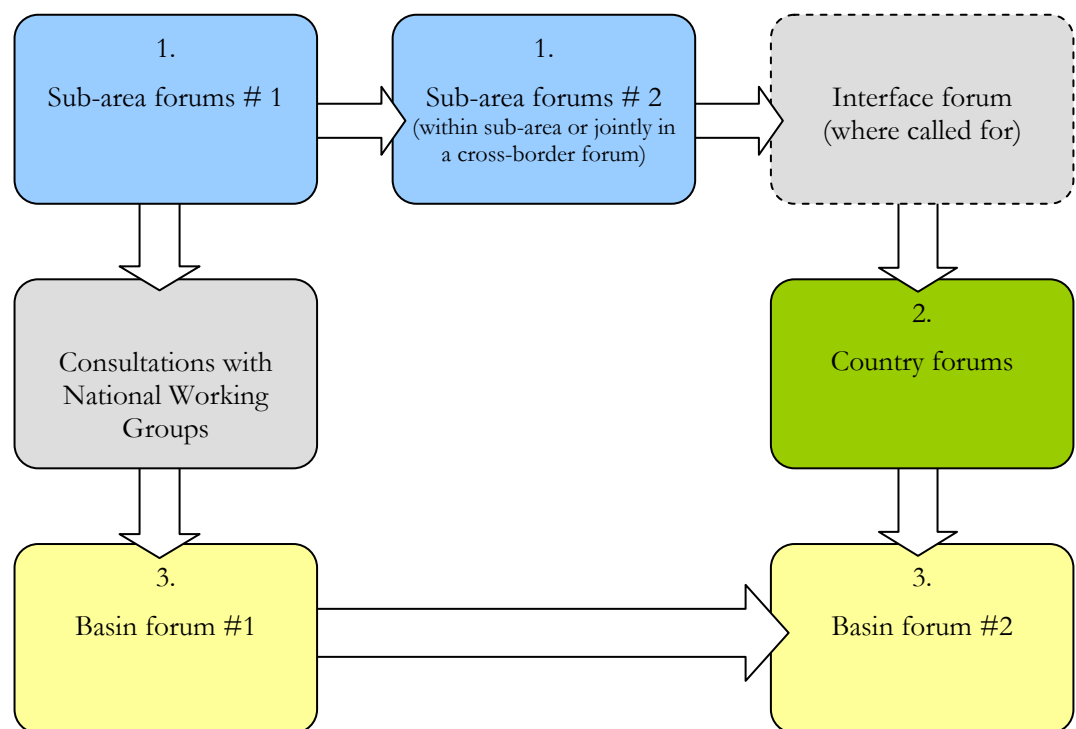 1.
Sub-area forums # 1
1.
Sub-area forums # 2
(within sub-area or jointly in
a cross-border forum)
Interface forum
(where called for)
Consultations with
National Working
Groups
2.
Country forums
3.
Basin forum #1
3.
Basin forum #2